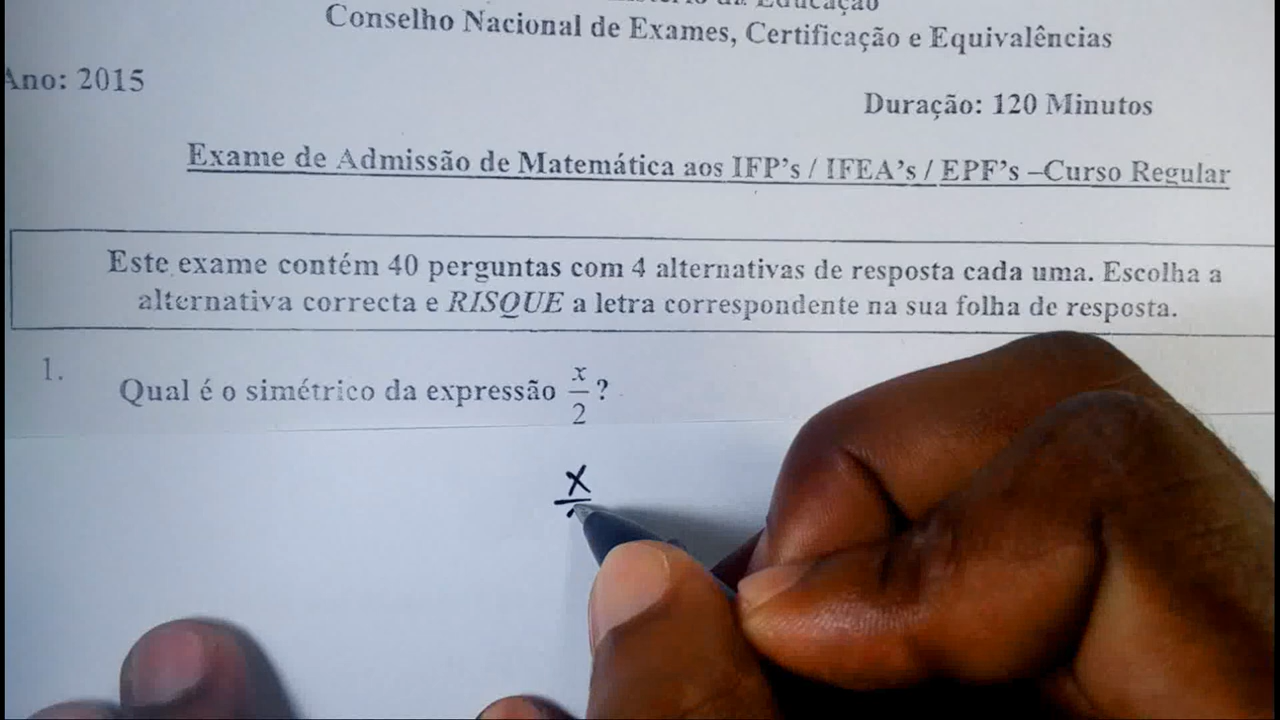 da Educação
Conselho Nacional de Exames, Certificação e Equivalências
Ano: 2015
Duração: 120 Minutos
Exame de Admissão de Matemática aos IFP's / IFEA's / EPF's –Curso Regular
Este exame contém 40 perguntas com 4 alternativas de resposta cada uma. Escolha a
alternativa correcta e RISQUE a letra correspondente na sua folha de resposta.
1.
Qual é o simétrico da expressão x/2 ?
x